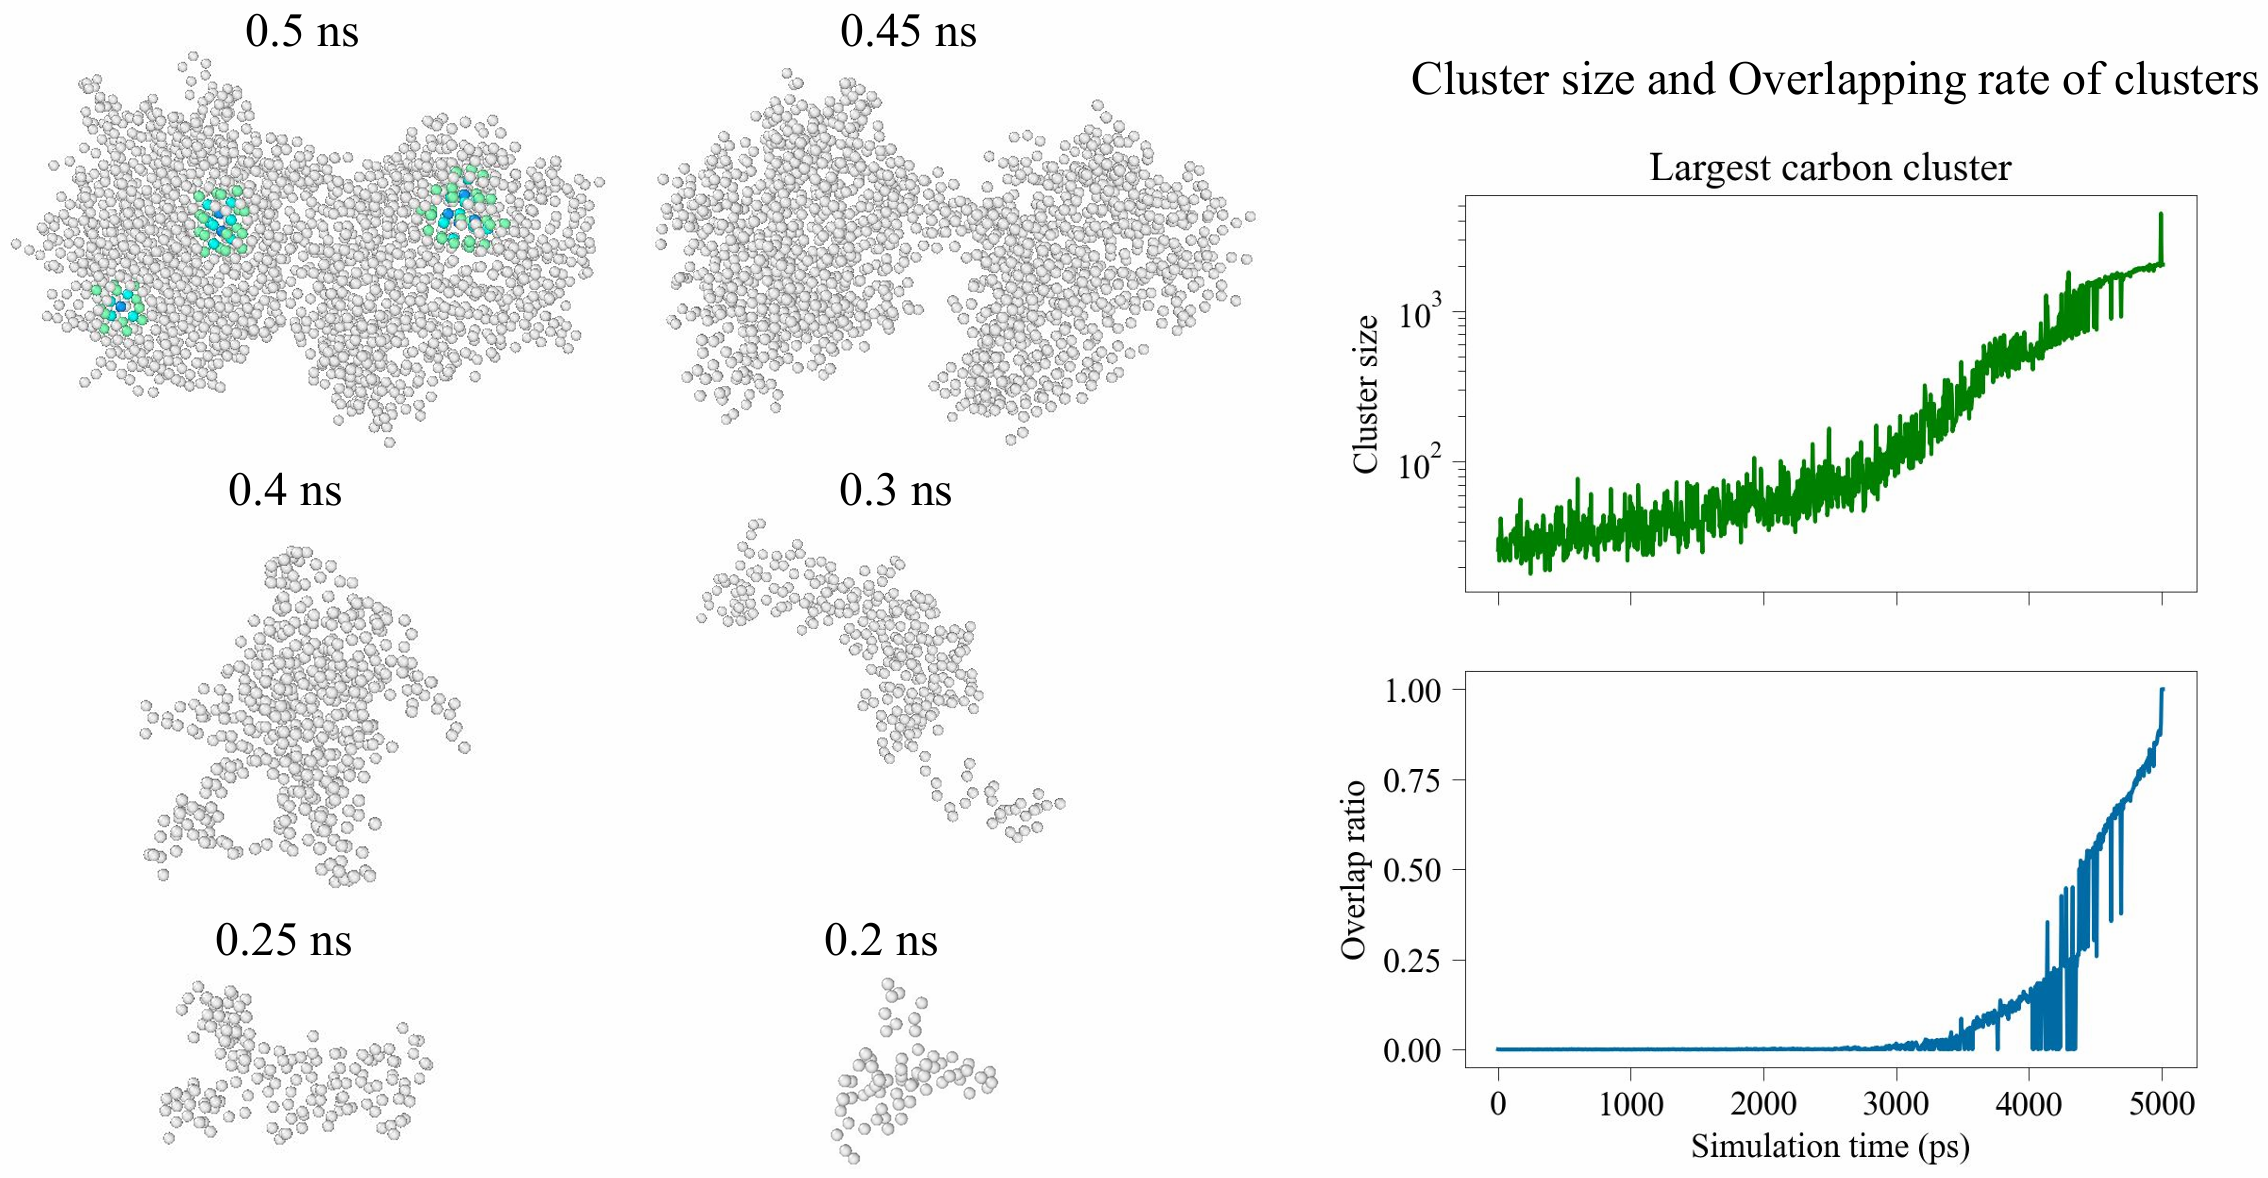 0.5 ns
0.45 ns
0.4 ns
0.3 ns
0.25 ns
0.2 ns
Cluster size and Overlapping rate of clusters
Largest carbon cluster
Cluster size
10³
10²
Overlap ratio
1.00
0.75
0.50
0.25
0.00
0 1000 2000 3000 4000 5000
Simulation time (ps)